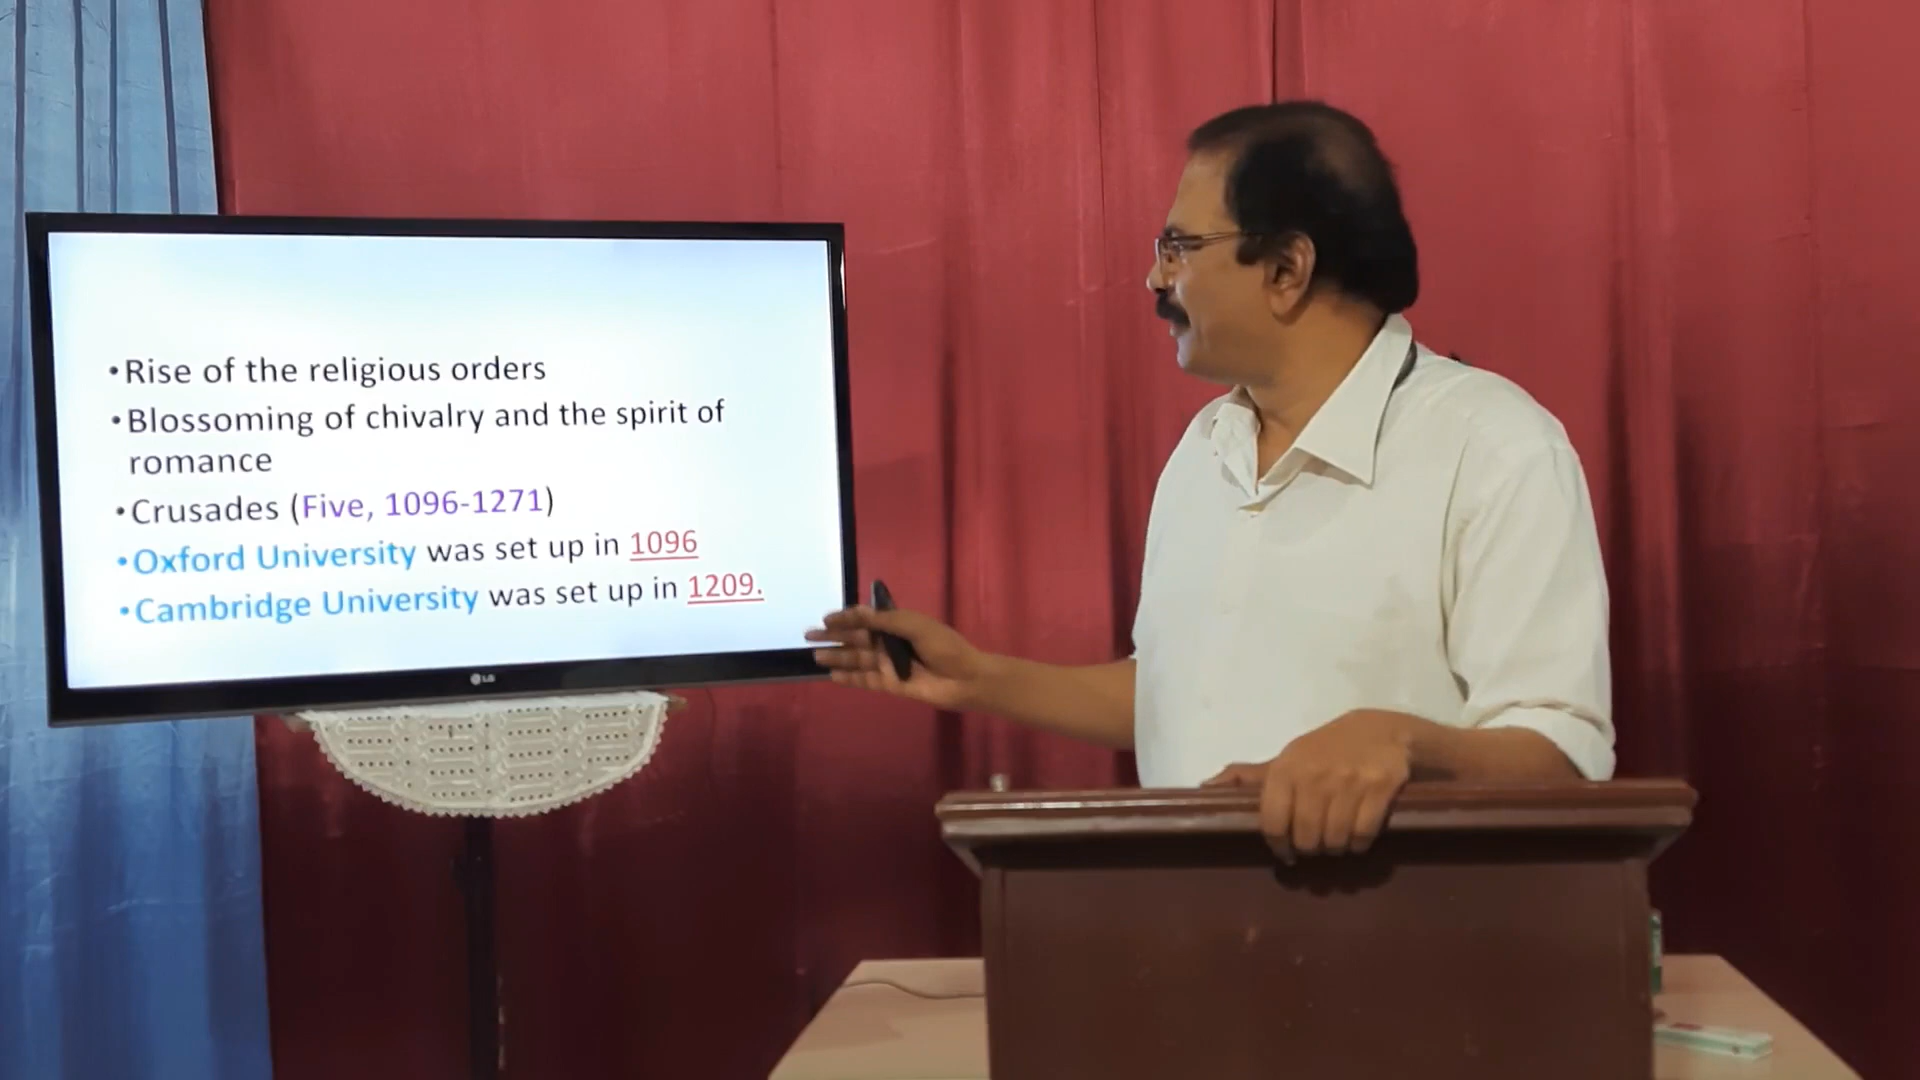 •Rise of the religious orders
•Blossoming of chivalry and the spirit of
romance
•Crusades (Five, 1096-1271)
•Oxford University was set up in 1096
•Cambridge University was set up in 1209.
LG